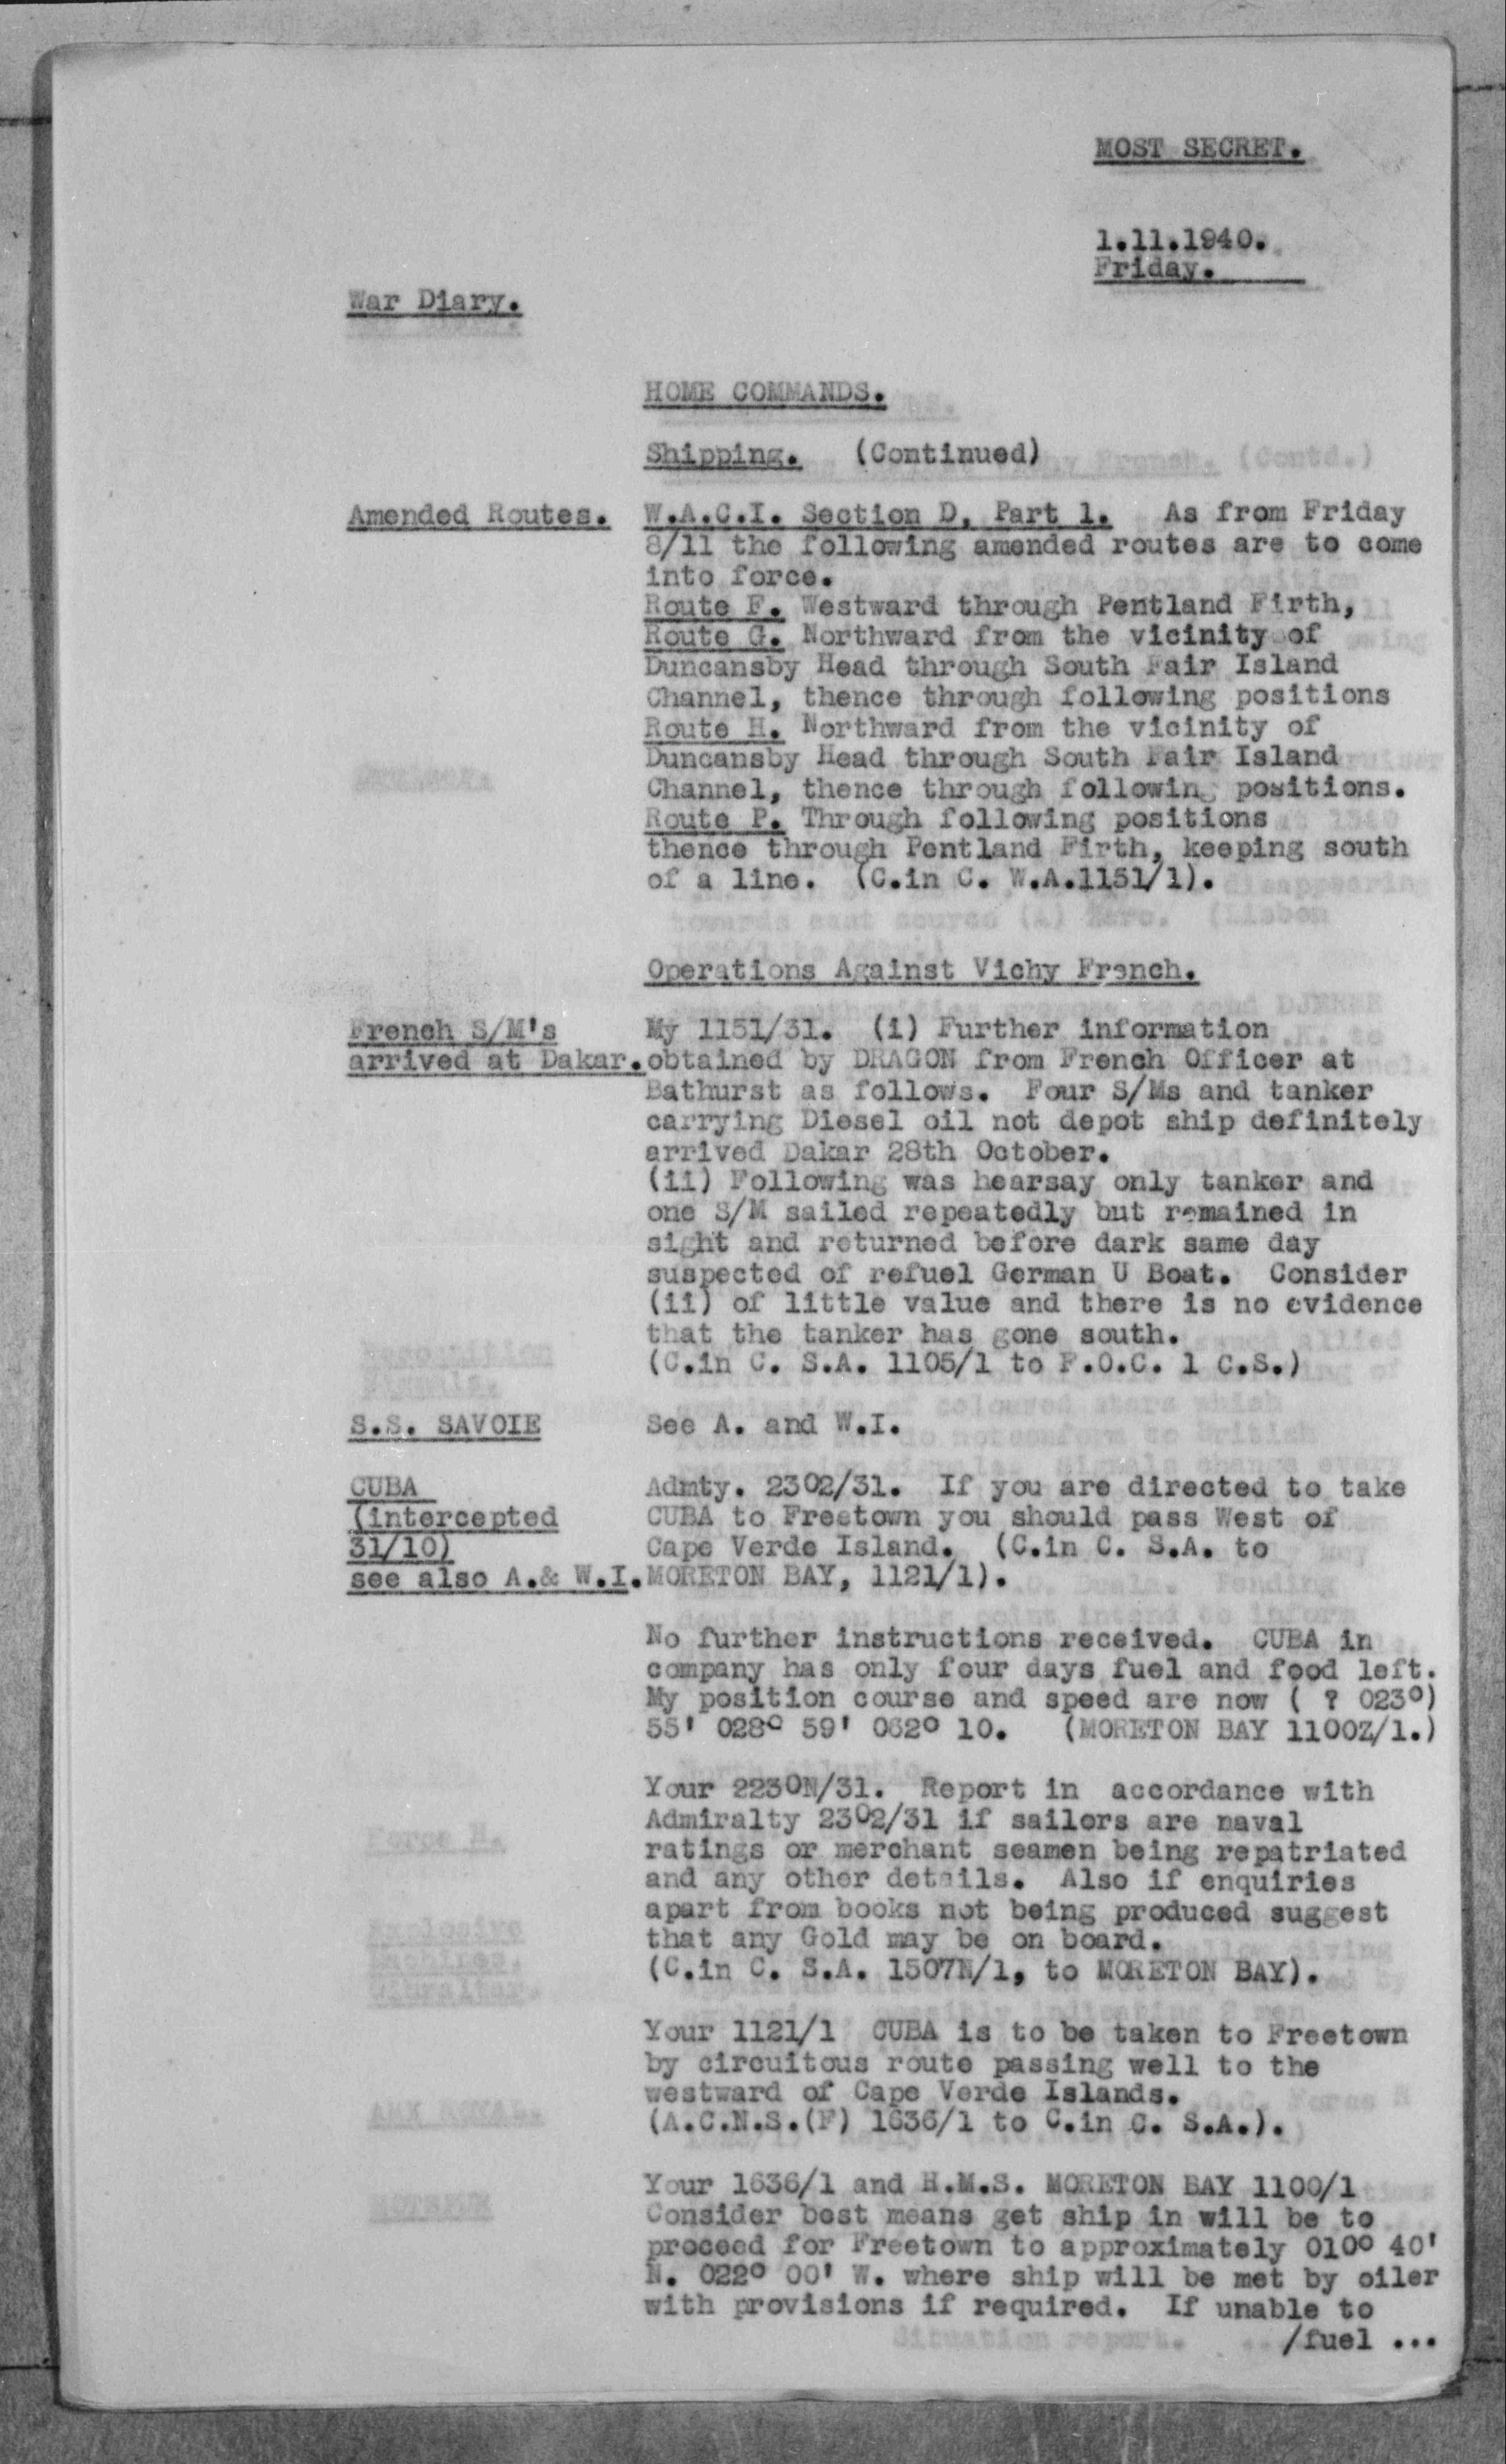 MOST SECRET.
1.11.1940.
Friday.
War Diary.
HOME COMMANDS.
Shipping. (Continued)
Amended Routes. W.A.C.I. Section D, Part 1. As from Friday
8/11 the following amended routes are to come
into force.
Route F. Westward through Pentland Firth,
Route G. Northward from the vicinity of
Duncansby Head through South Fair Island
Channel, thence through following positions
Route H. Northward from the vicinity of
Duncansby Head through South Fair Island
Channel, thence through following positions.
Route P. Through following positions
thence through Pentland Firth, keeping south
of a line. (C.in C. W.A.1151/1).
Operations Against Vichy French.
French S/M's My 1151/31. (i) Further information
arrived at Dakar. obtained by DRAGON from French Officer at
Bathurst as follows. Four S/Ms and tanker
carrying Diesel oil not depot ship definitely
arrived Dakar 28th October.
(ii) Following was hearsay only tanker and
one S/M sailed repeatedly but remained in
sight and returned before dark same day
suspected of refuel German U Boat. Consider
(ii) of little value and there is no evidence
that the tanker has gone south.
(C.in C. S.A. 1105/1 to F.O.C. 1 C.S.)
S.S. SAVOIE See A. and W.I.
CUBA Admty. 2302/31. If you are directed to take
(intercepted CUBA to Freetown you should pass West of
31/10) Cape Verde Island. (C.in C. S.A. to
see also A.& W.I. MORETON BAY, 1121/1).
No further instructions received. CUBA in
company has only four days fuel and food left.
My position course and speed are now ( ? 023°)
55' 028° 59' 062° 10. (MORETON BAY 1100Z/1.)
Your 2230N/31. Report in accordance with
Admiralty 2302/31 if sailors are naval
ratings or merchant seamen being repatriated
and any other details. Also if enquiries
apart from books not being produced suggest
that any Gold may be on board.
(C.in C. S.A. 1507N/1, to MORETON BAY).
Your 1121/1 CUBA is to be taken to Freetown
by circuitous route passing well to the
westward of Cape Verde Islands.
(A.C.N.S.(F) 1636/1 to C.in C. S.A.).
Your 1636/1 and H.M.S. MORETON BAY 1100/1
Consider best means get ship in will be to
proceed for Freetown to approximately 010° 40'
N. 022° 00' W. where ship will be met by oiler
with provisions if required. If unable to
/fuel ...